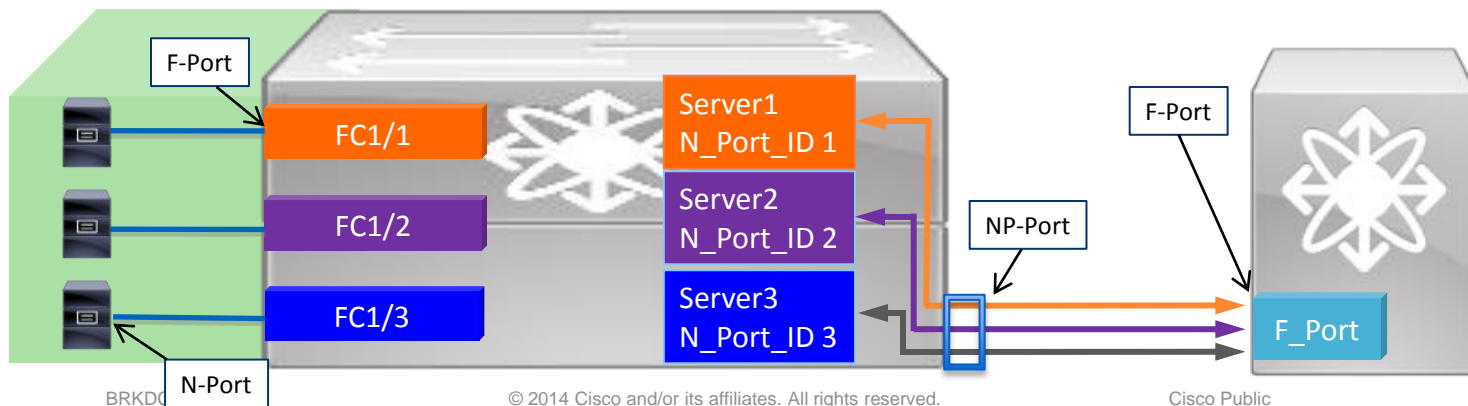 F-Port
FC1/1
FC1/2
FC1/3
N-Port
Server1
N_Port_ID 1
Server2
N_Port_ID 2
Server3
N_Port_ID 3
NP-Port
F-Port
F_Port
© 2014 Cisco and/or its affiliates. All rights reserved.
Cisco Public